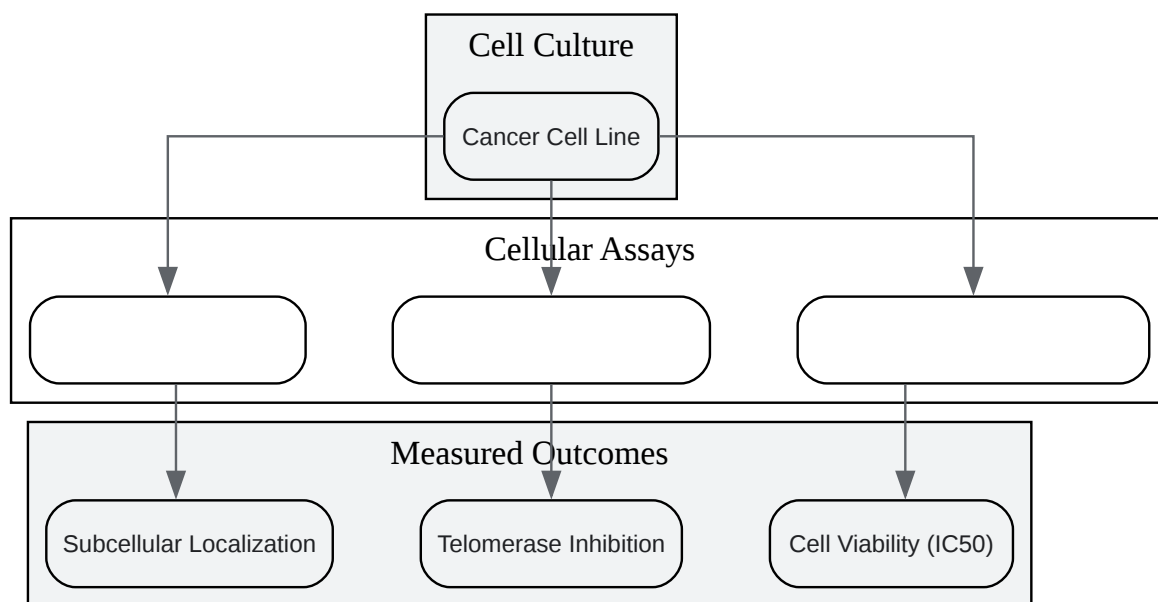 Cell Culture
Cancer Cell Line
Cellular Assays
Measured Outcomes
Subcellular Localization
Telomerase Inhibition
Cell Viability (IC50)